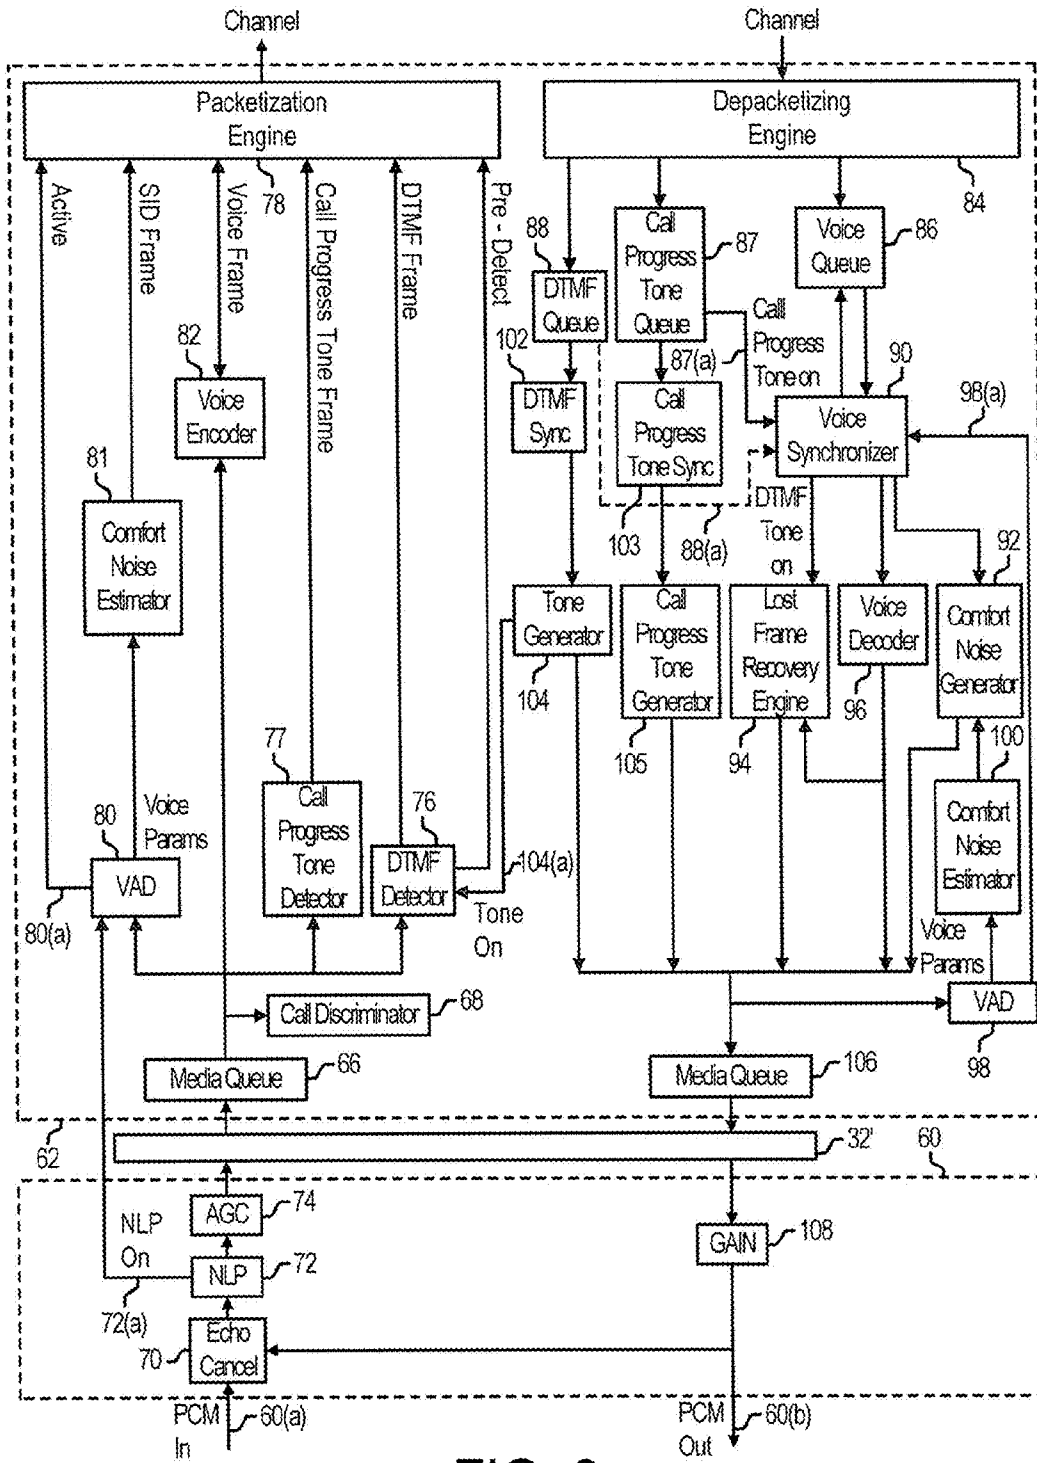 Channel
Channel
Packetization
Engine
Depacketizing
Engine
78
84
Active
SID Frame
Voice Frame
Call Progress Tone Frame
DTMF Frame
Pre - Detect
88
DTMF
Queue
Call
Progress
Tone
Queue
87
Voice
Queue
86
87(a)
Call
Progress
Tone on
82
Voice
Encoder
102
DTMF
Sync
Call
Progress
Tone Sync
103
90
Voice
Synchronizer
98(a)
81
Comfort
Noise
Estimator
88(a)
DTMF
Tone
on
Tone
Generator
104
Call
Progress
Tone
Generator
105
Lost
Frame
Recovery
Engine
94
Voice
Decoder
96
92
Comfort
Noise
Generator
100
Comfort
Noise
Estimator
77
Call
Progress
Tone
Detector
76
DTMF
Detector
104(a)
Tone
On
80
Voice
Params
VAD
80(a)
Voice
Params
VAD
98
Call Discriminator
68
Media Queue
66
Media Queue
106
62
32'
60
AGC
74
NLP
On
NLP
72
72(a)
GAIN
108
Echo
Cancel
70
PCM
In
60(a)
PCM
Out
60(b)